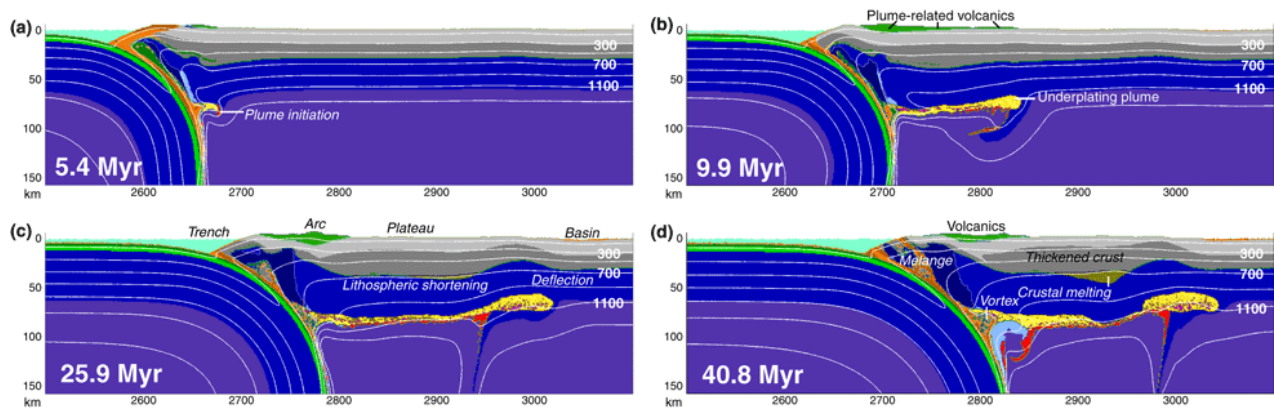 (a)
0
50
100
150
km
300
700
1100
Plume initiation
5.4 Myr
2600 2700 2800 2900 3000
(b)
Plume-related volcanics
0
50
100
150
km
300
700
1100
Underplating plume
9.9 Myr
2600 2700 2800 2900 3000
(c)
Trench Arc Plateau Basin
0
50
100
150
km
300
700
1100
Lithospheric shortening
Deflection
25.9 Myr
2600 2700 2800 2900 3000
(d)
Volcanics
0
50
100
150
km
300
700
1100
Melange
Thickened crust
Crustal melting
Vortex
40.8 Myr
2600 2700 2800 2900 3000